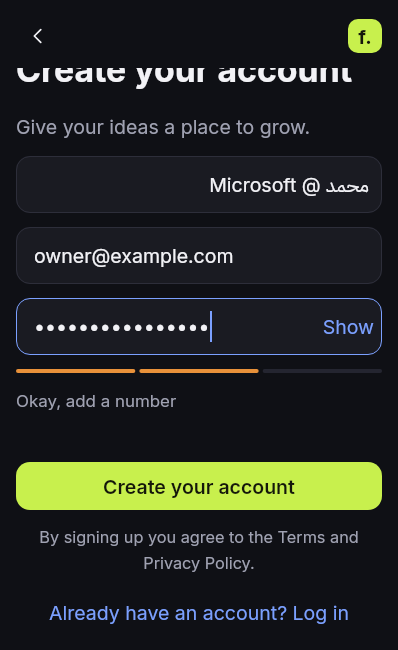 f.
Create your account
Give your ideas a place to grow.
محمد @ Microsoft
owner@example.com
••••••••••••••••
Show
Okay, add a number
Create your account
By signing up you agree to the Terms and
Privacy Policy.
Already have an account? Log in